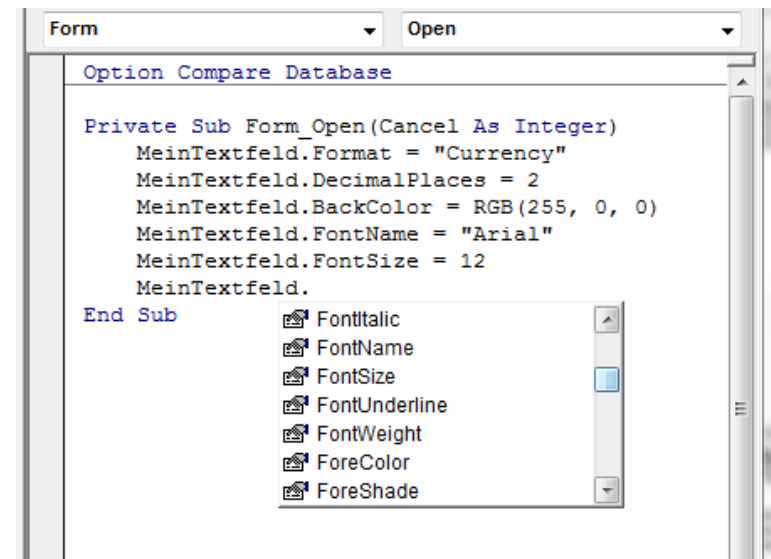 Form Open
Option Compare Database
Private Sub Form_Open(Cancel As Integer)
MeinTextfeld.Format = "Currency"
MeinTextfeld.DecimalPlaces = 2
MeinTextfeld.BackColor = RGB(255, 0, 0)
MeinTextfeld.FontName = "Arial"
MeinTextfeld.FontSize = 12
MeinTextfeld.
End Sub
FontItalic
FontName
FontSize
FontUnderline
FontWeight
ForeColor
ForeShade